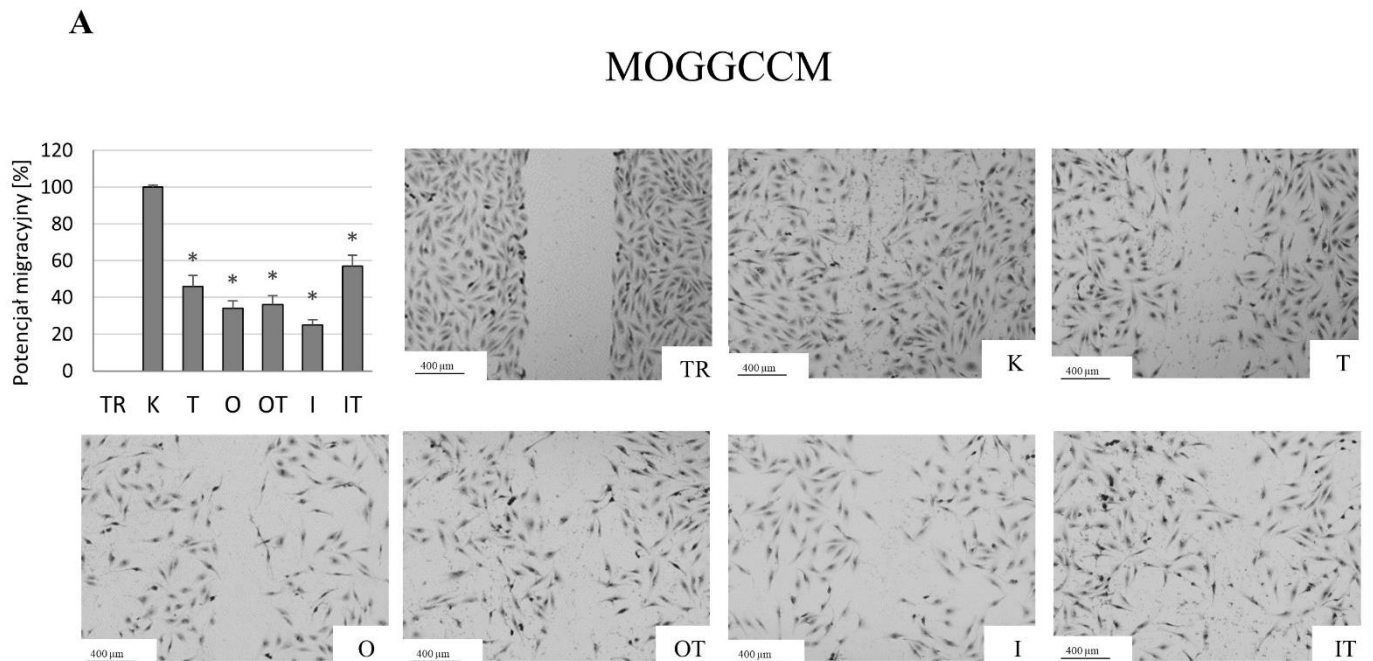 A
MOGGCCM
Potencjał migracyjny [%]
120
100
80
60
40
20
0
* * * * *
TR K T O OT I IT
400 µm TR
400 µm K
400 µm T
400 µm O
400 µm OT
400 µm I
400 µm IT